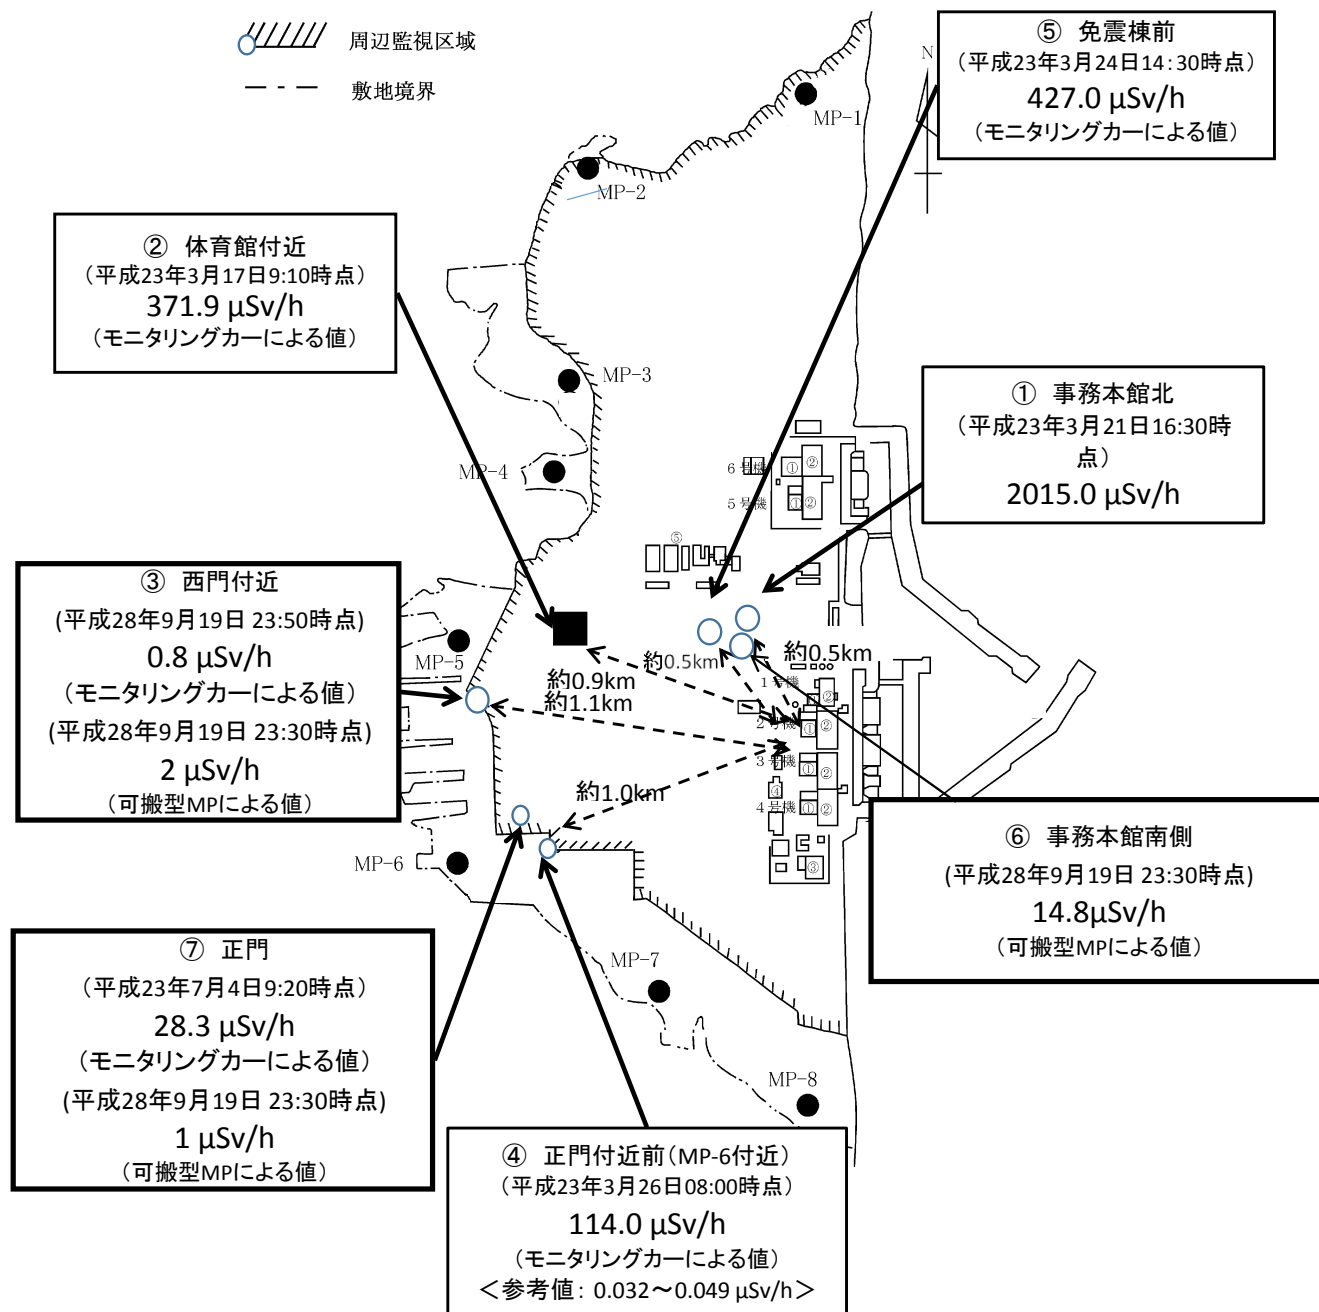 周辺監視区域
敷地境界
⑤ 免震棟前
(平成23年3月24日14:30時点)
427.0 μSv/h
(モニタリングカーによる値)
N
MP-1
MP-2
② 体育館付近
(平成23年3月17日9:10時点)
371.9 μSv/h
(モニタリングカーによる値)
MP-3
① 事務本館北
(平成23年3月21日16:30時
点)
2015.0 μSv/h
MP-4
6号機
① ②
5号機
① ②
⑤
③ 西門付近
(平成28年9月19日 23:50時点)
0.8 μSv/h
(モニタリングカーによる値)
(平成28年9月19日 23:30時点)
2 μSv/h
(可搬型MPによる値)
MP-5
約0.5km
約0.5km
約0.9km
約1.1km
1号機
②
2号機
① ②
3号機
① ②
④
4号機
① ②
③
約1.0km
MP-6
⑥ 事務本館南側
(平成28年9月19日 23:30時点)
14.8μSv/h
(可搬型MPによる値)
⑦ 正門
(平成23年7月4日9:20時点)
28.3 μSv/h
(モニタリングカーによる値)
(平成28年9月19日 23:30時点)
1 μSv/h
(可搬型MPによる値)
MP-7
MP-8
④ 正門付近前(MP-6付近)
(平成23年3月26日08:00時点)
114.0 μSv/h
(モニタリングカーによる値)
<参考値: 0.032~0.049 μSv/h>